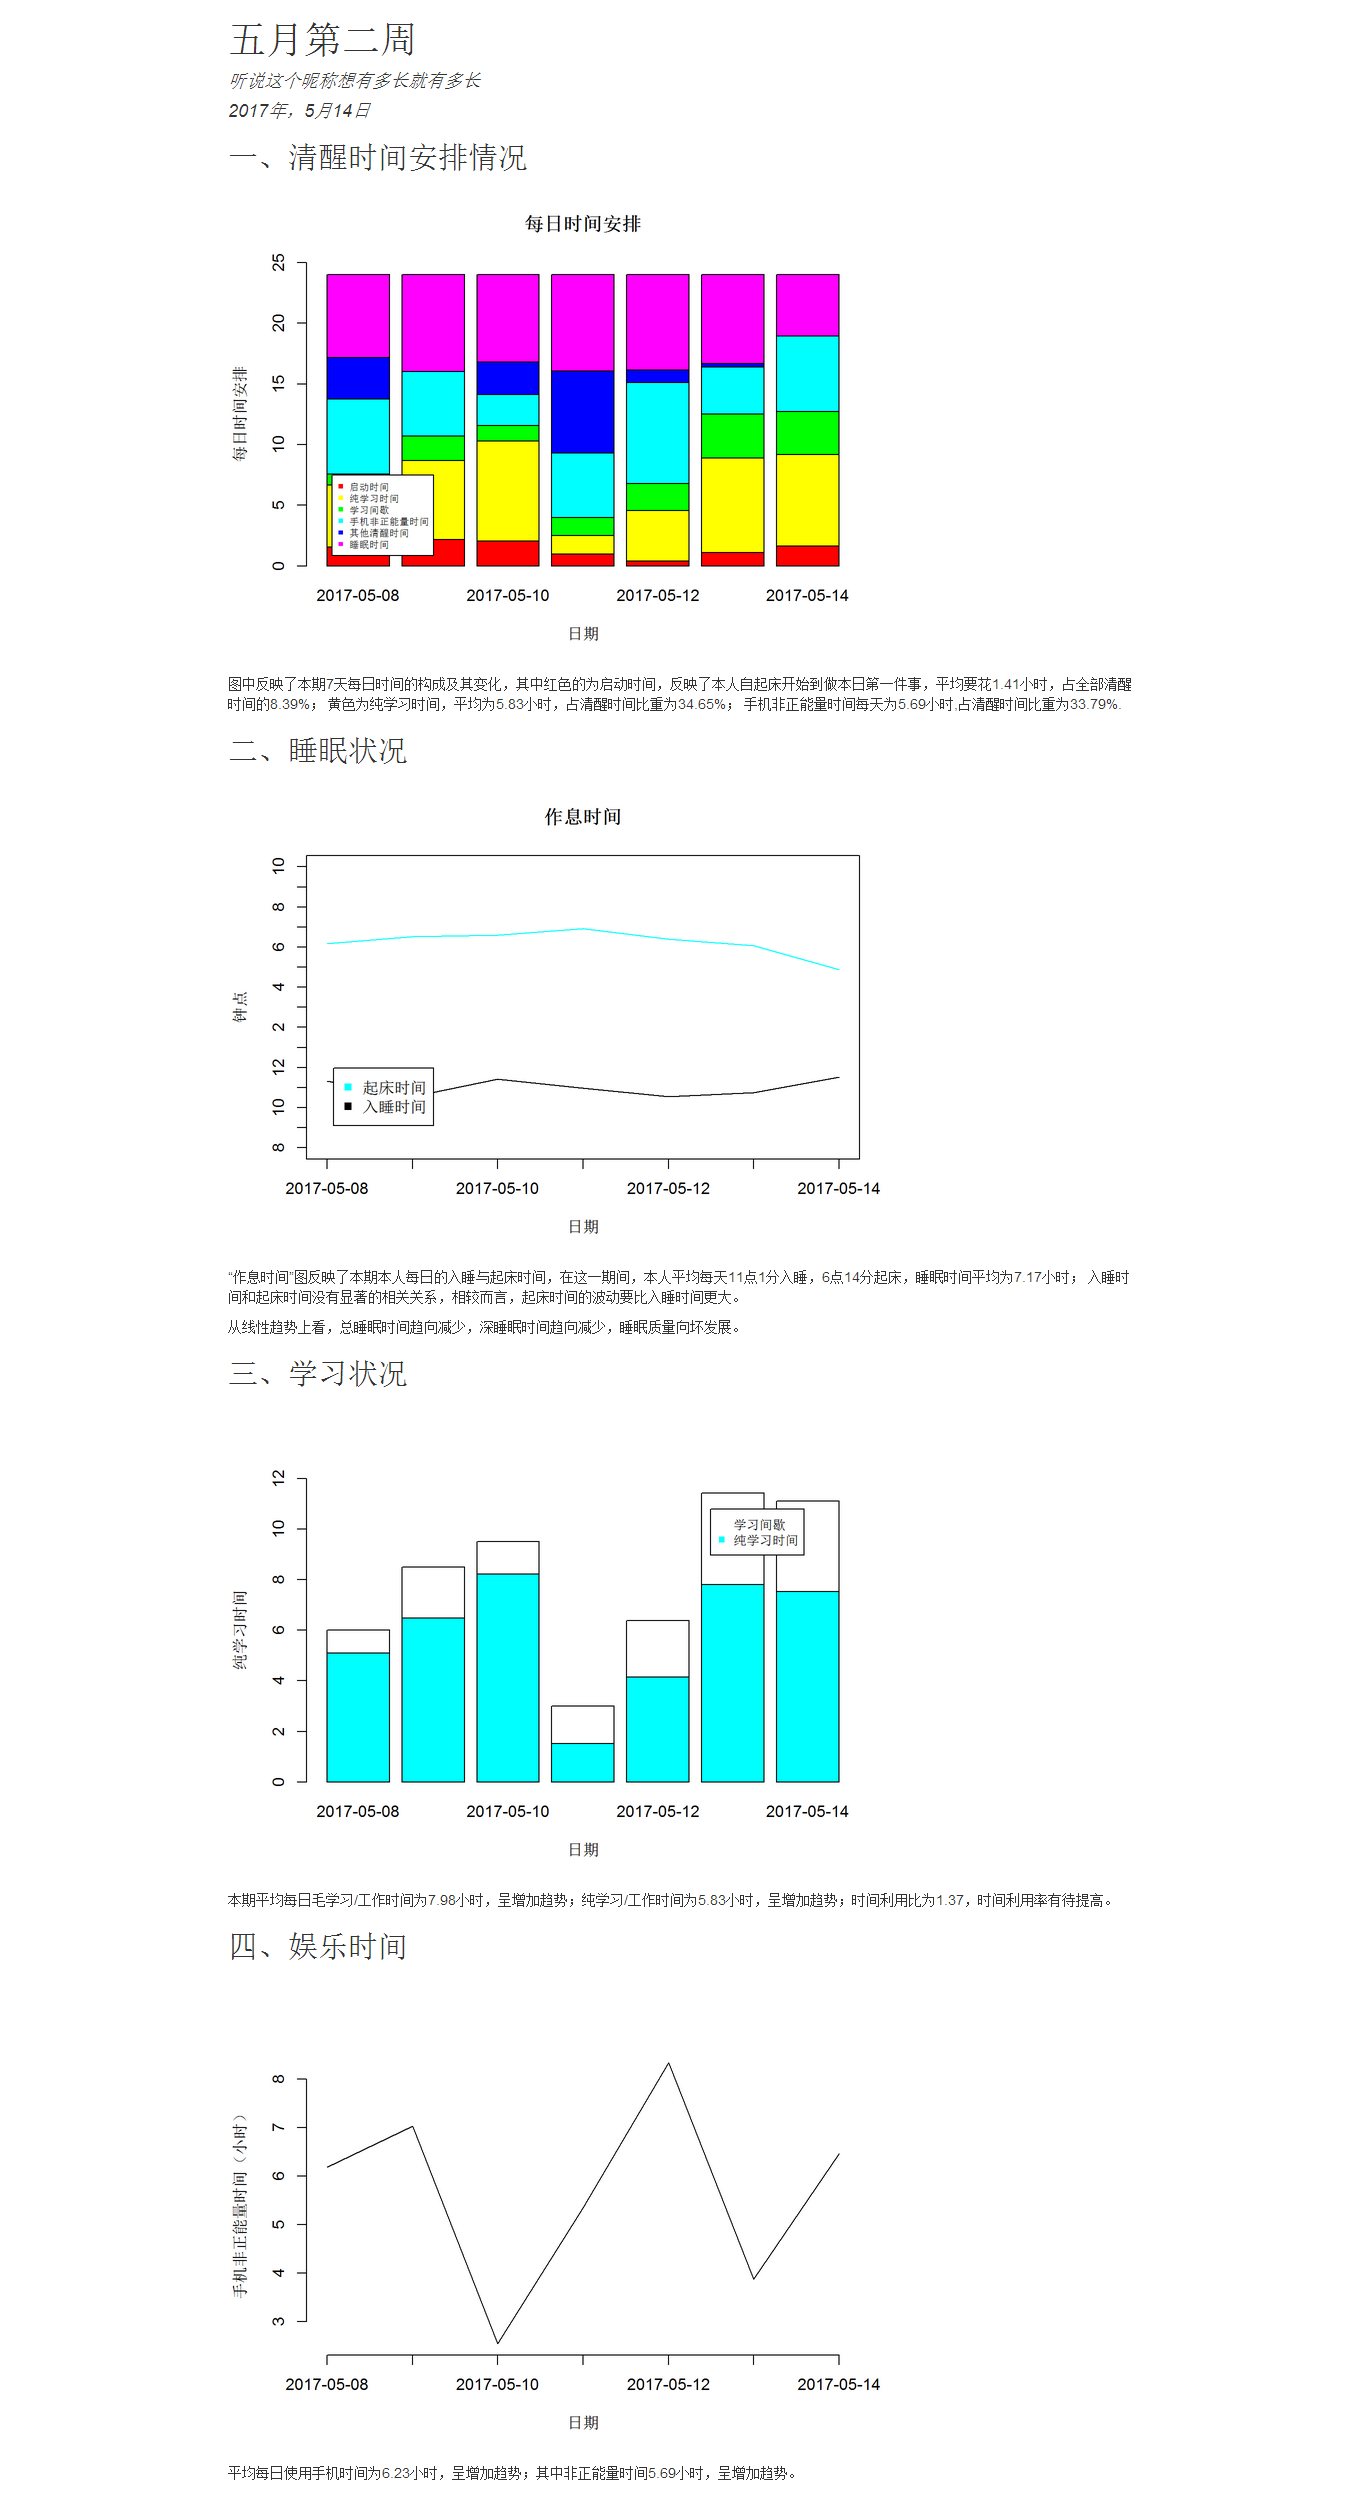 五月第二周
听说这个昵称想有多长就有多长
2017年，5月14日
一、清醒时间安排情况
每日时间安排
每日时间安排
25
20
15
10
5
0
启动时间
纯学习时间
学习间歇
手机非正能量时间
其他清醒时间
睡眠时间
2017-05-08 2017-05-10 2017-05-12 2017-05-14
日期
图中反映了本期7天每日时间的构成及其变化，其中红色的为启动时间，反映了本人自起床开始到做本日第一件事，平均要花1.41小时，占全部清醒
时间的8.39%； 黄色为纯学习时间，平均为5.83小时，占清醒时间比重为34.65%； 手机非正能量时间每天为5.69小时,占清醒时间比重为33.79%.
二、睡眠状况
作息时间
钟点
10
8
6
4
2
12
10
8
起床时间
入睡时间
2017-05-08 2017-05-10 2017-05-12 2017-05-14
日期
“作息时间”图反映了本期本人每日的入睡与起床时间，在这一期间，本人平均每天11点1分入睡，6点14分起床，睡眠时间平均为7.17小时； 入睡时
间和起床时间没有显著的相关关系，相较而言，起床时间的波动要比入睡时间更大。
从线性趋势上看，总睡眠时间趋向减少，深睡眠时间趋向减少，睡眠质量向坏发展。
三、学习状况
纯学习时间
12
10
8
6
4
2
0
学习间歇
纯学习时间
2017-05-08 2017-05-10 2017-05-12 2017-05-14
日期
本期平均每日毛学习/工作时间为7.98小时，呈增加趋势；纯学习/工作时间为5.83小时，呈增加趋势；时间利用比为1.37，时间利用率有待提高。
四、娱乐时间
手机非正能量时间（小时）
8
7
6
5
4
3
2017-05-08 2017-05-10 2017-05-12 2017-05-14
日期
平均每日使用手机时间为6.23小时，呈增加趋势；其中非正能量时间5.69小时，呈增加趋势。